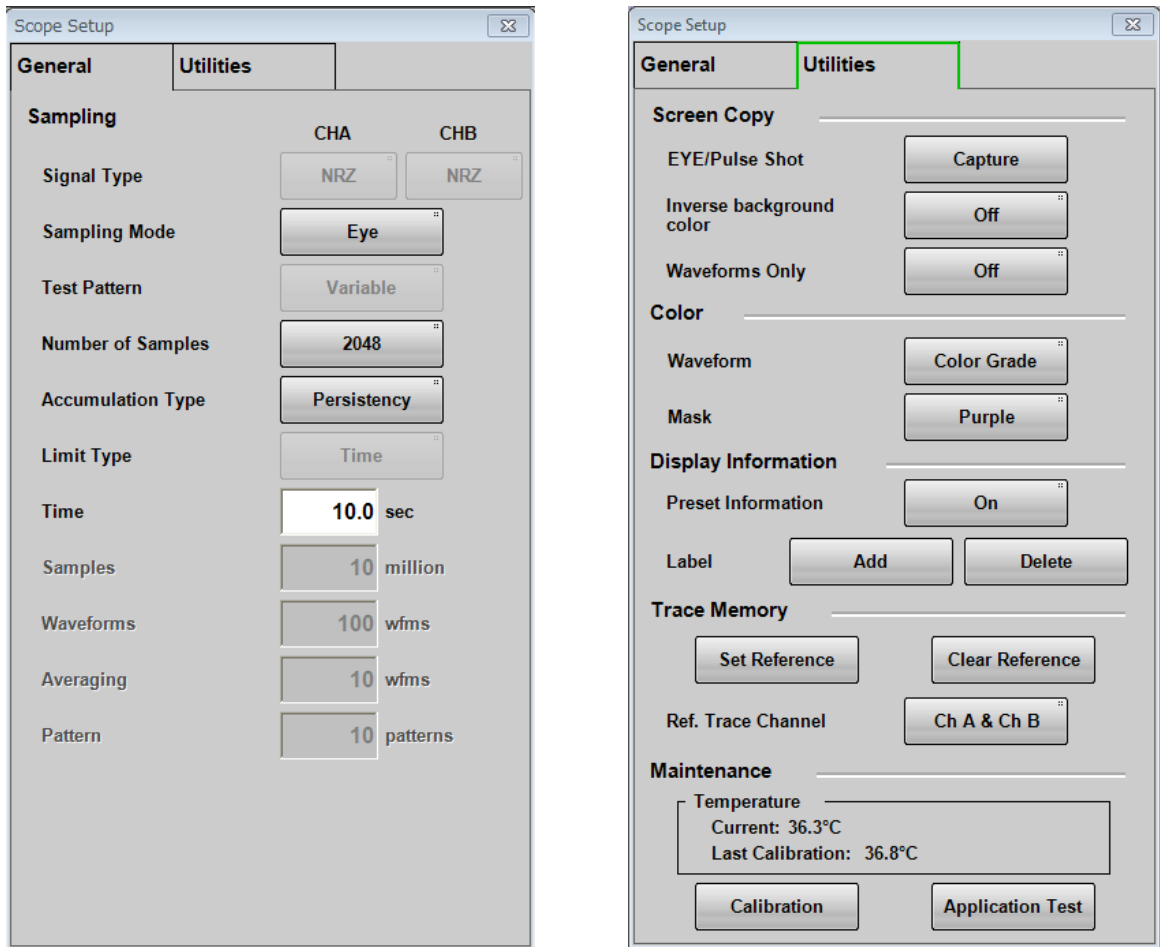 Scope Setup
General Utilities
Sampling
CHA CHB
Signal Type NRZ NRZ
Sampling Mode Eye
Test Pattern Variable
Number of Samples 2048
Accumulation Type Persistency
Limit Type Time
Time 10.0 sec
Samples 10 million
Waveforms 100 wfms
Averaging 10 wfms
Pattern 10 patterns
Scope Setup
General Utilities
Screen Copy
EYE/Pulse Shot Capture
Inverse background
color Off
Waveforms Only Off
Color
Waveform Color Grade
Mask Purple
Display Information
Preset Information On
Label Add Delete
Trace Memory
Set Reference Clear Reference
Ref. Trace Channel Ch A & Ch B
Maintenance
Temperature
Current: 36.3°C
Last Calibration: 36.8°C
Calibration Application Test